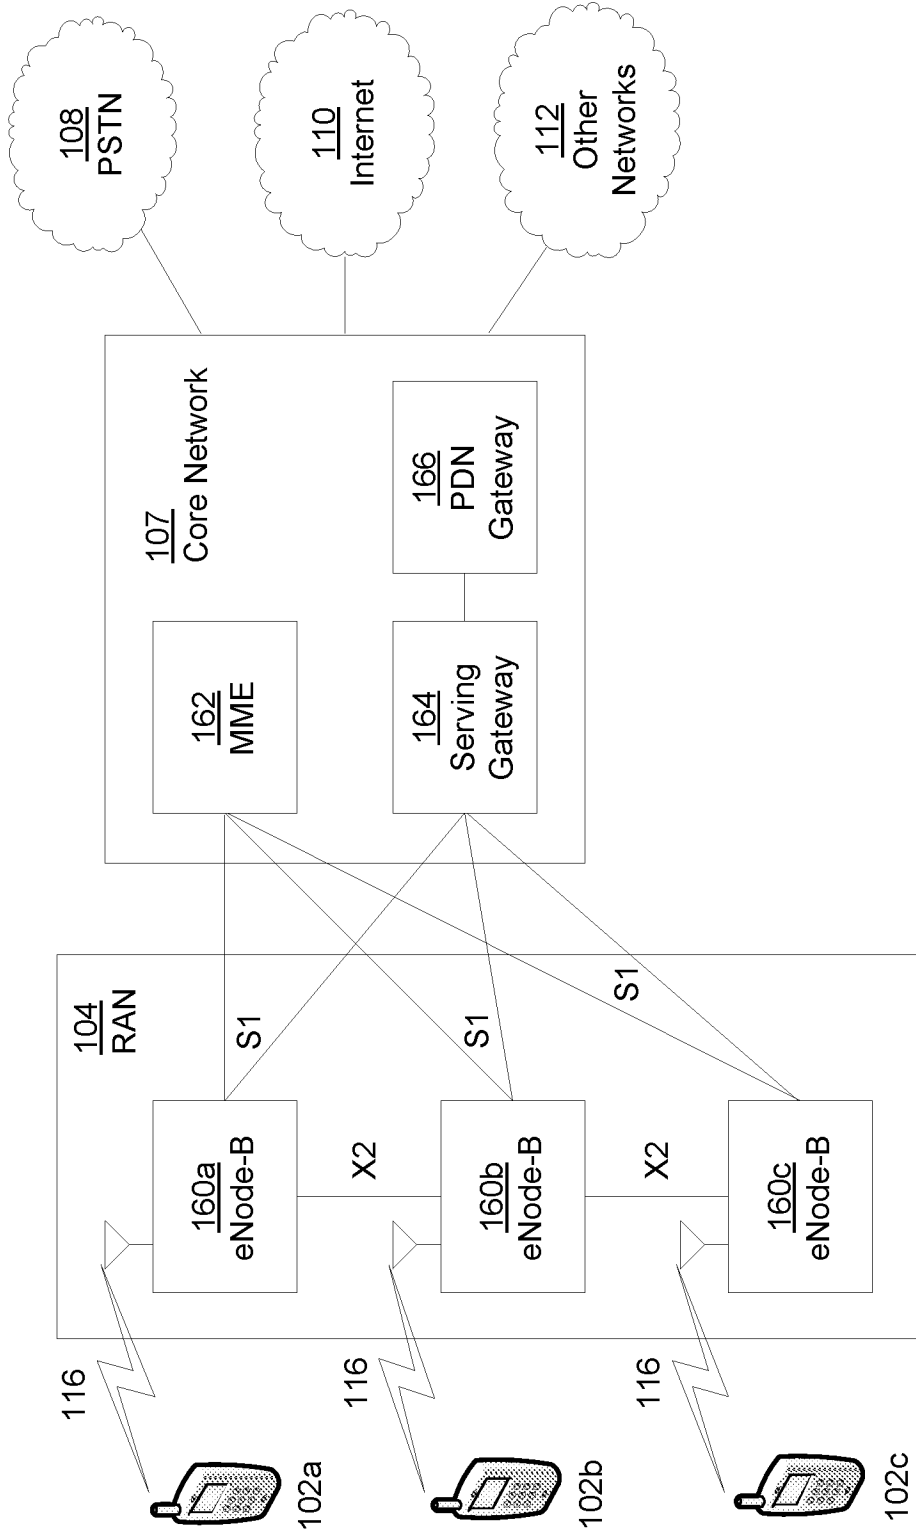 104
RAN
116
102a
160a
eNode-B
S1
X2
116
102b
160b
eNode-B
S1
X2
116
102c
160c
eNode-B
S1
107
Core Network
162
MME
164
Serving
Gateway
166
PDN
Gateway
108
PSTN
110
Internet
112
Other
Networks